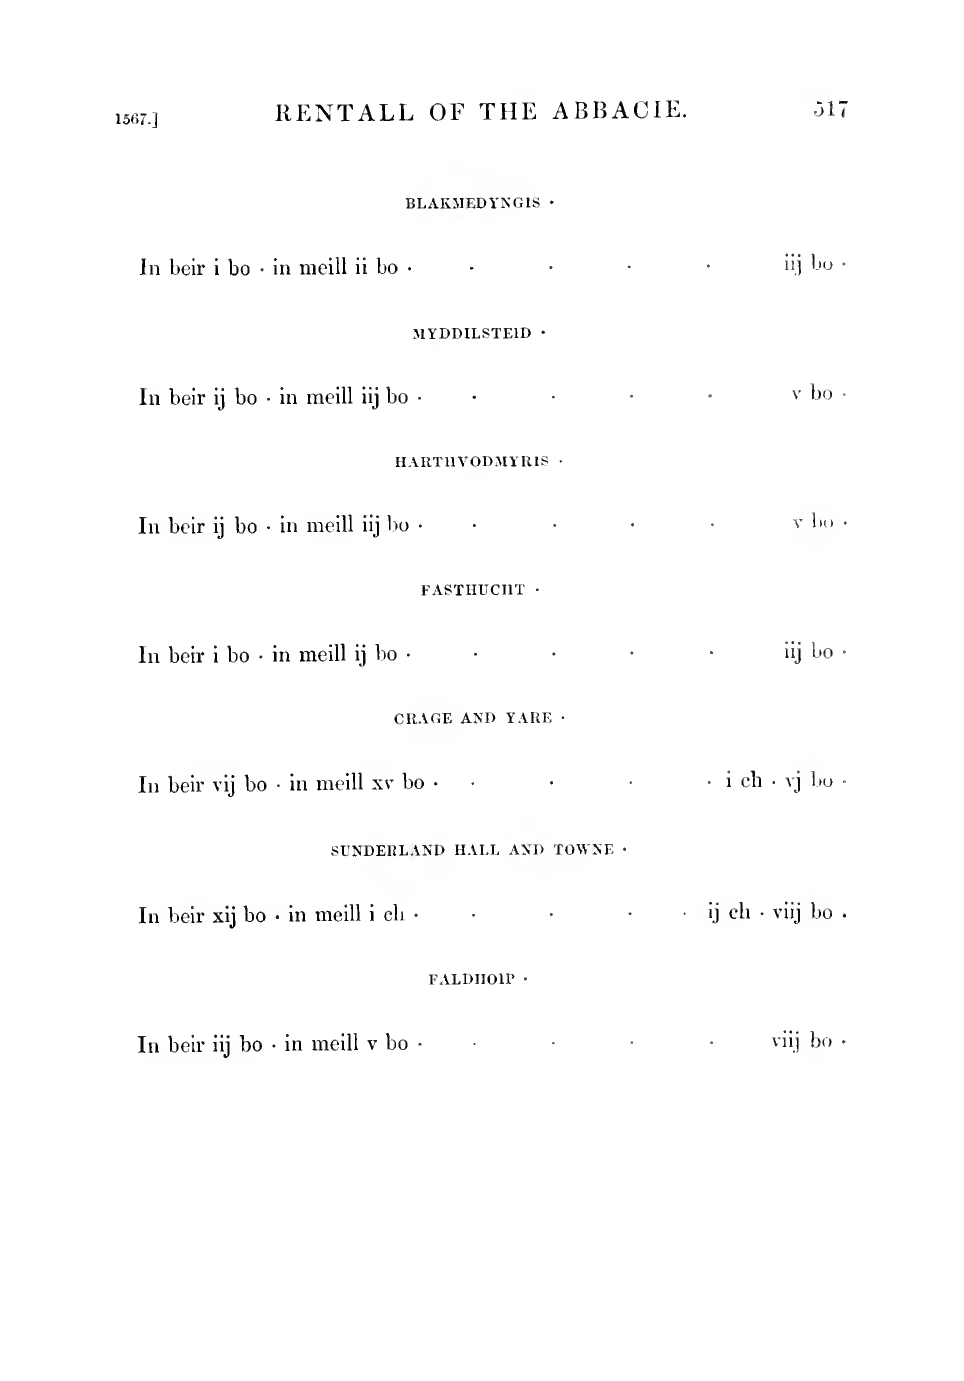 1567.] RENTALL OF THE ABBACIE. 517
BLAKMEDYNGIS ·
In beir i bo · in meill ii bo · · · · · iij bo ·
MYDDILSTEID ·
In beir ij bo · in meill iij bo · · · · · v bo ·
HARTHVODMYRIS ·
In beir ij bo · in meill iij bo · · · · · v bo ·
FASTHUCHT ·
In beir i bo · in meill ij bo · · · · · iij bo ·
CRAGE AND YARE ·
In beir vij bo · in meill xv bo · · · · · i ch · vj bo ·
SUNDERLAND HALL AND TOWNE ·
In beir xij bo · in meill i ch · · · · · ij ch · viij bo .
FALDHOIP ·
In beir iij bo · in meill v bo · · · · · viij bo ·